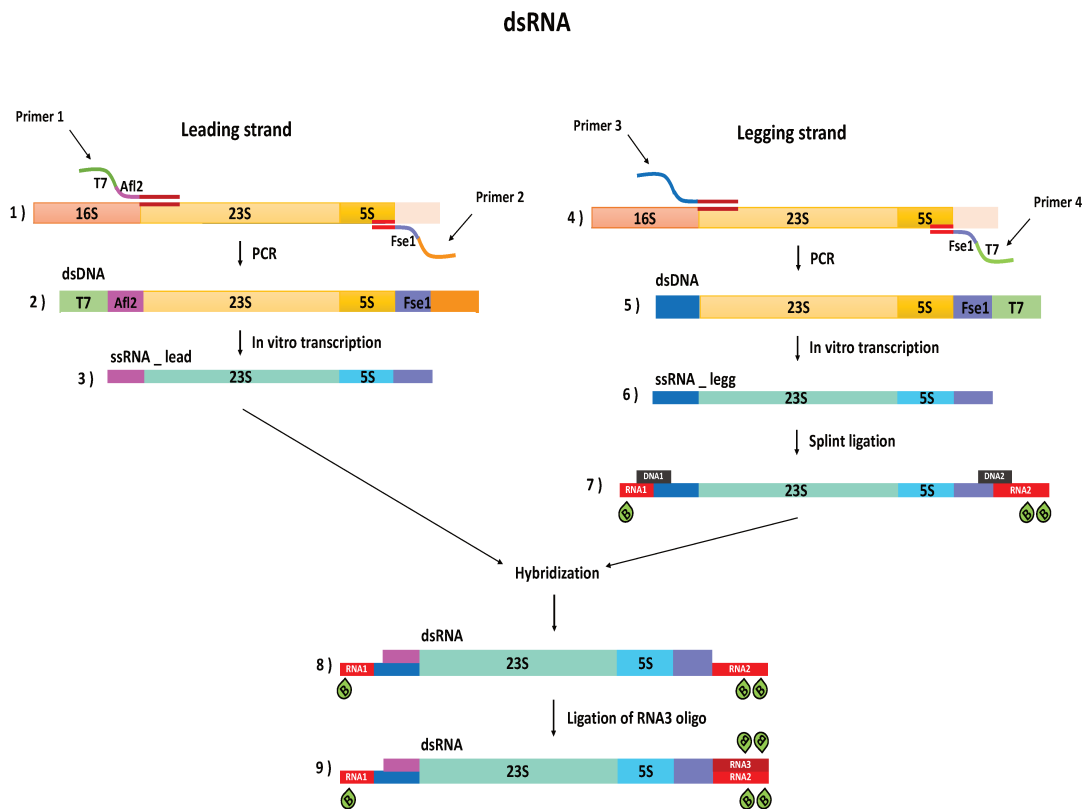 dsRNA
Primer 1
Leading strand
T7 Afl2
Primer 2
1 ) 16S 23S 5S
Fse1
PCR
dsDNA
2 ) T7 Afl2 23S 5S Fse1
In vitro transcription
ssRNA _ lead
3 ) 23S 5S
Primer 3
Legging strand
Primer 4
4 ) 16S 23S 5S
Fse1 T7
PCR
dsDNA
5 ) 23S 5S Fse1 T7
In vitro transcription
ssRNA _ legg
6 ) 23S 5S
Splint ligation
DNA1 DNA2
7 ) RNA1 23S 5S RNA2
B B B
Hybridization
dsRNA
8 ) RNA1 23S 5S RNA2
B B B
Ligation of RNA3 oligo
B B
dsRNA
RNA3
9 ) RNA1 23S 5S RNA2
B B B